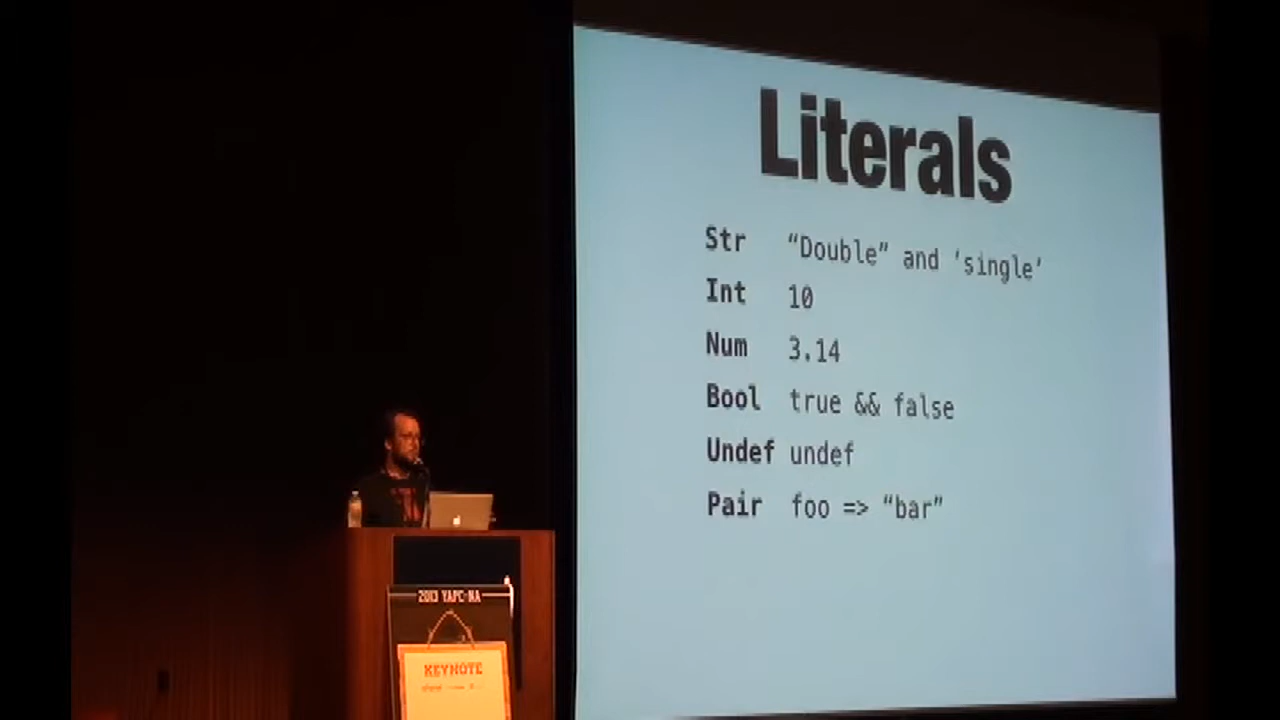 Literals
Str “Double” and ‘single’
Int 10
Num 3.14
Bool true && false
Undef undef
Pair foo => “bar”
2013 YAPC-NA
KEYNOTE